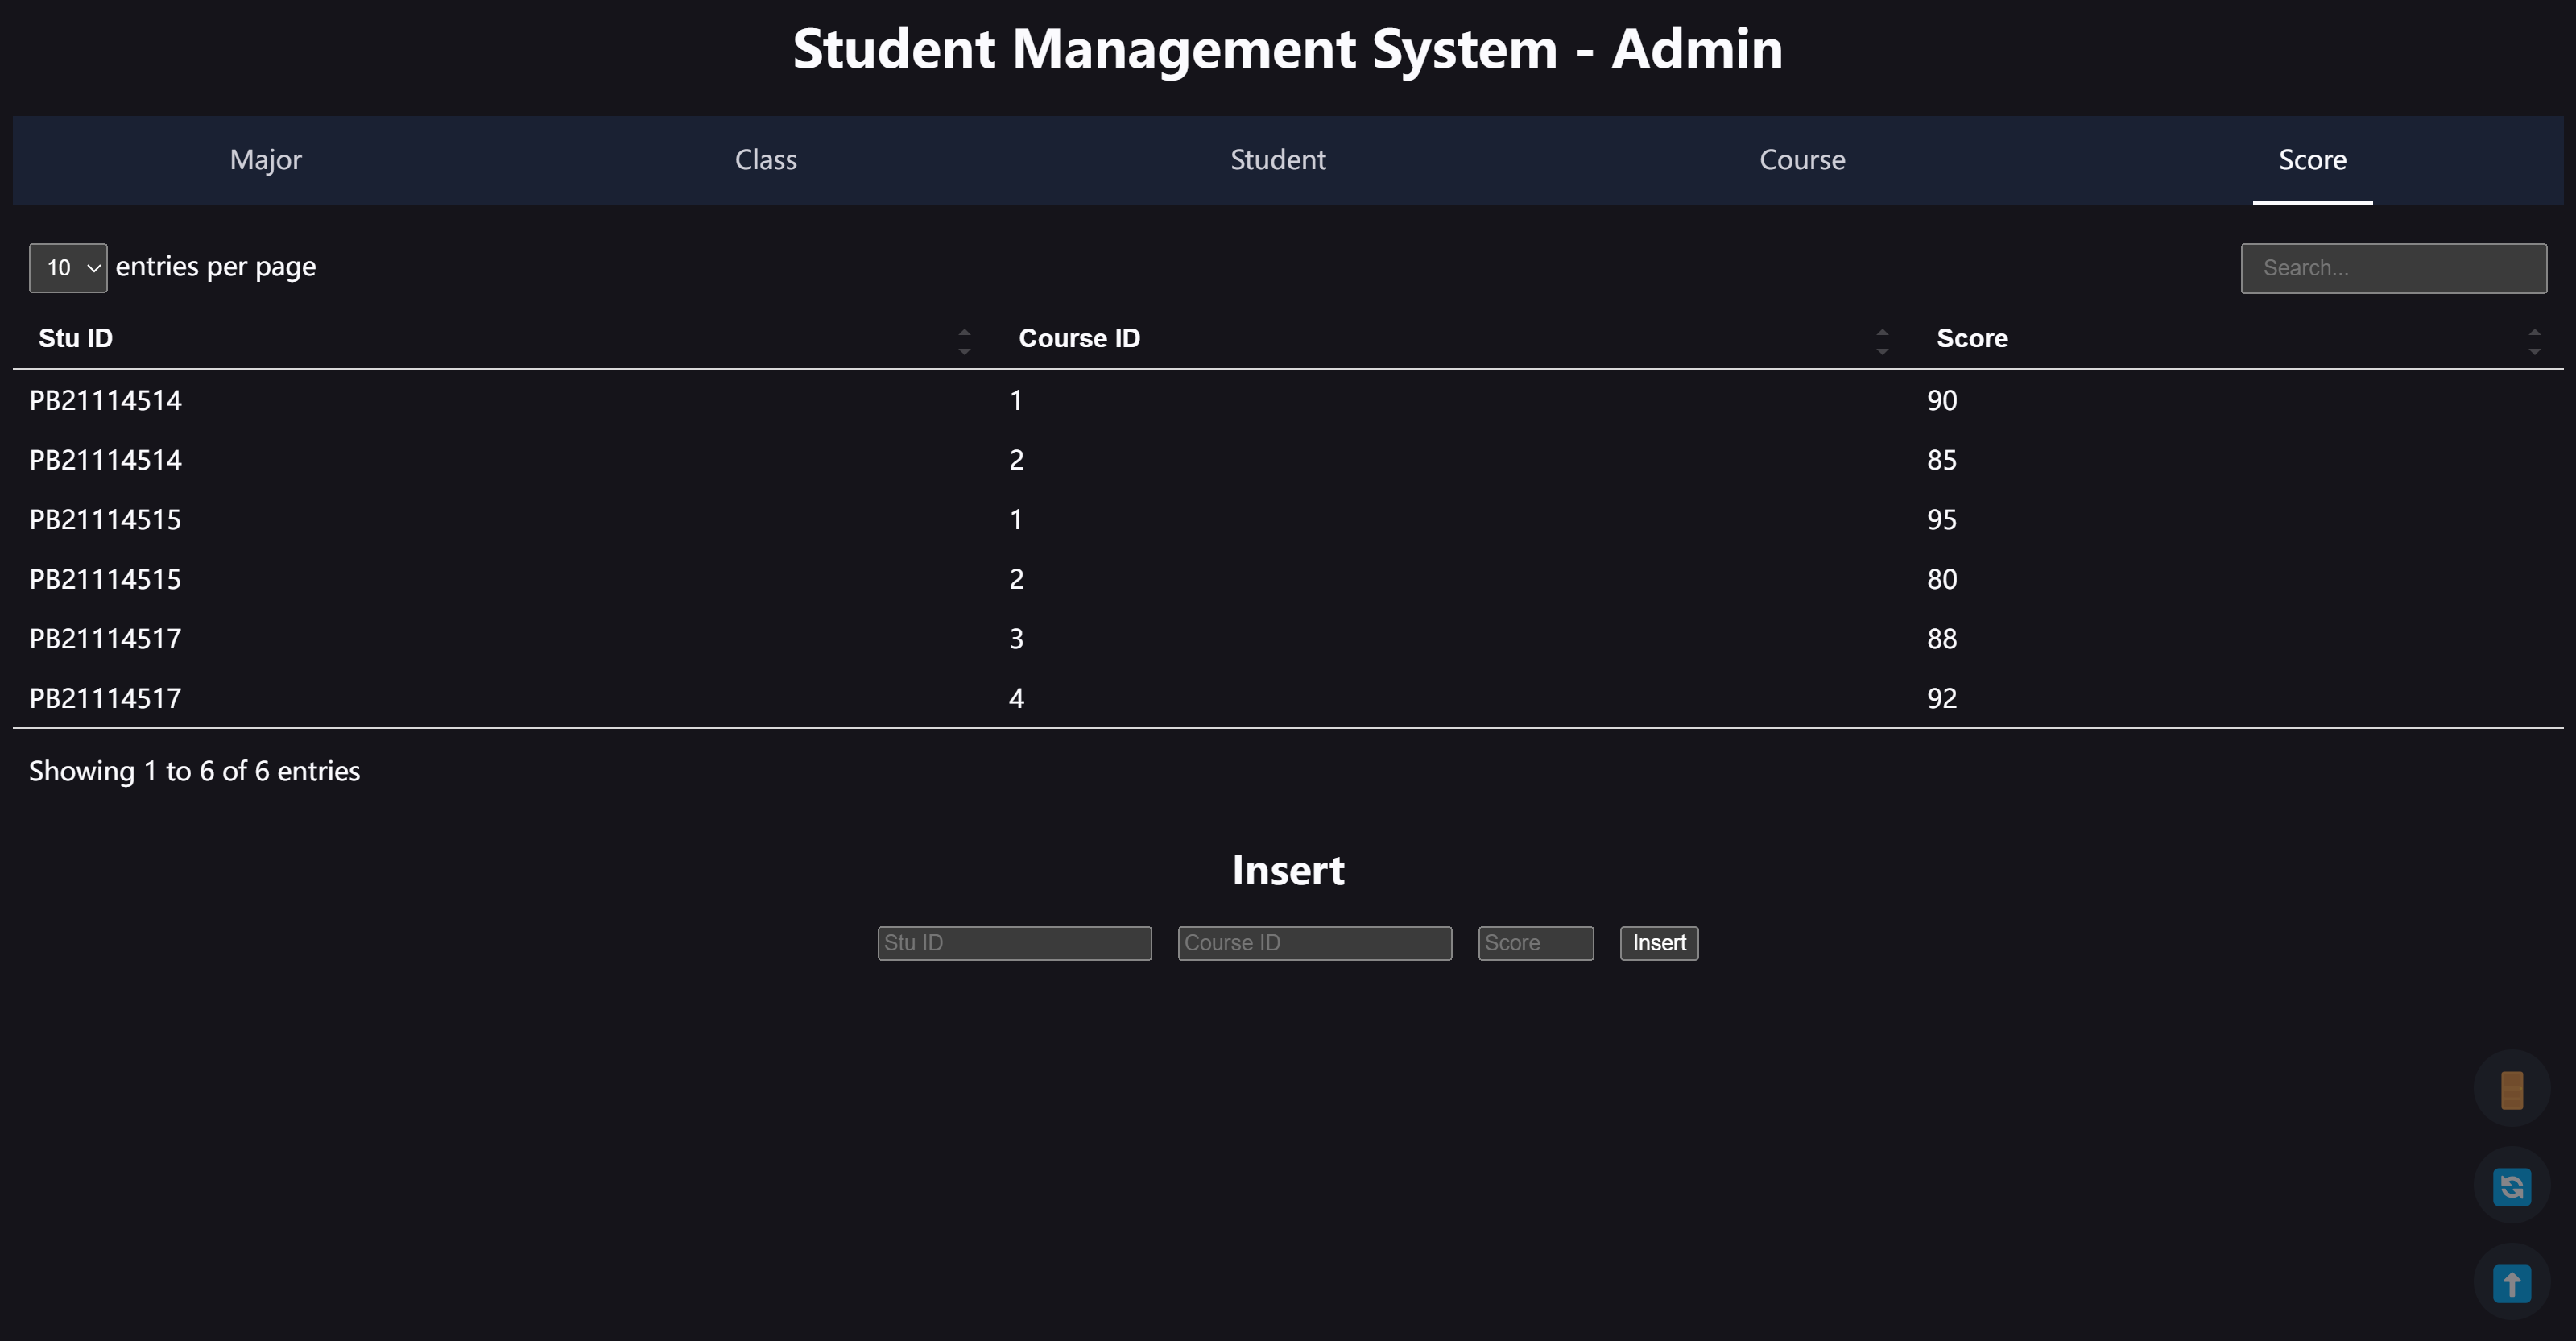 Student Management System - Admin
Major Class Student Course Score
10 entries per page Search...
Stu ID Course ID Score
PB21114514 1 90
PB21114514 2 85
PB21114515 1 95
PB21114515 2 80
PB21114517 3 88
PB21114517 4 92
Showing 1 to 6 of 6 entries
Insert
Stu ID Course ID Score Insert